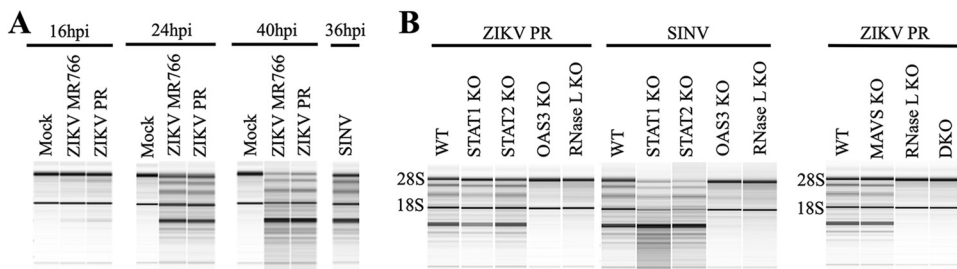 A
16hpi 24hpi 40hpi 36hpi
Mock ZIKV MR766 ZIKV PR Mock ZIKV MR766 ZIKV PR Mock ZIKV MR766 ZIKV PR SINV
B
ZIKV PR SINV ZIKV PR
WT STAT1 KO STAT2 KO OAS3 KO RNase L KO WT STAT1 KO STAT2 KO OAS3 KO RNase L KO WT MAVS KO RNase L KO DKO
28S 28S
18S 18S